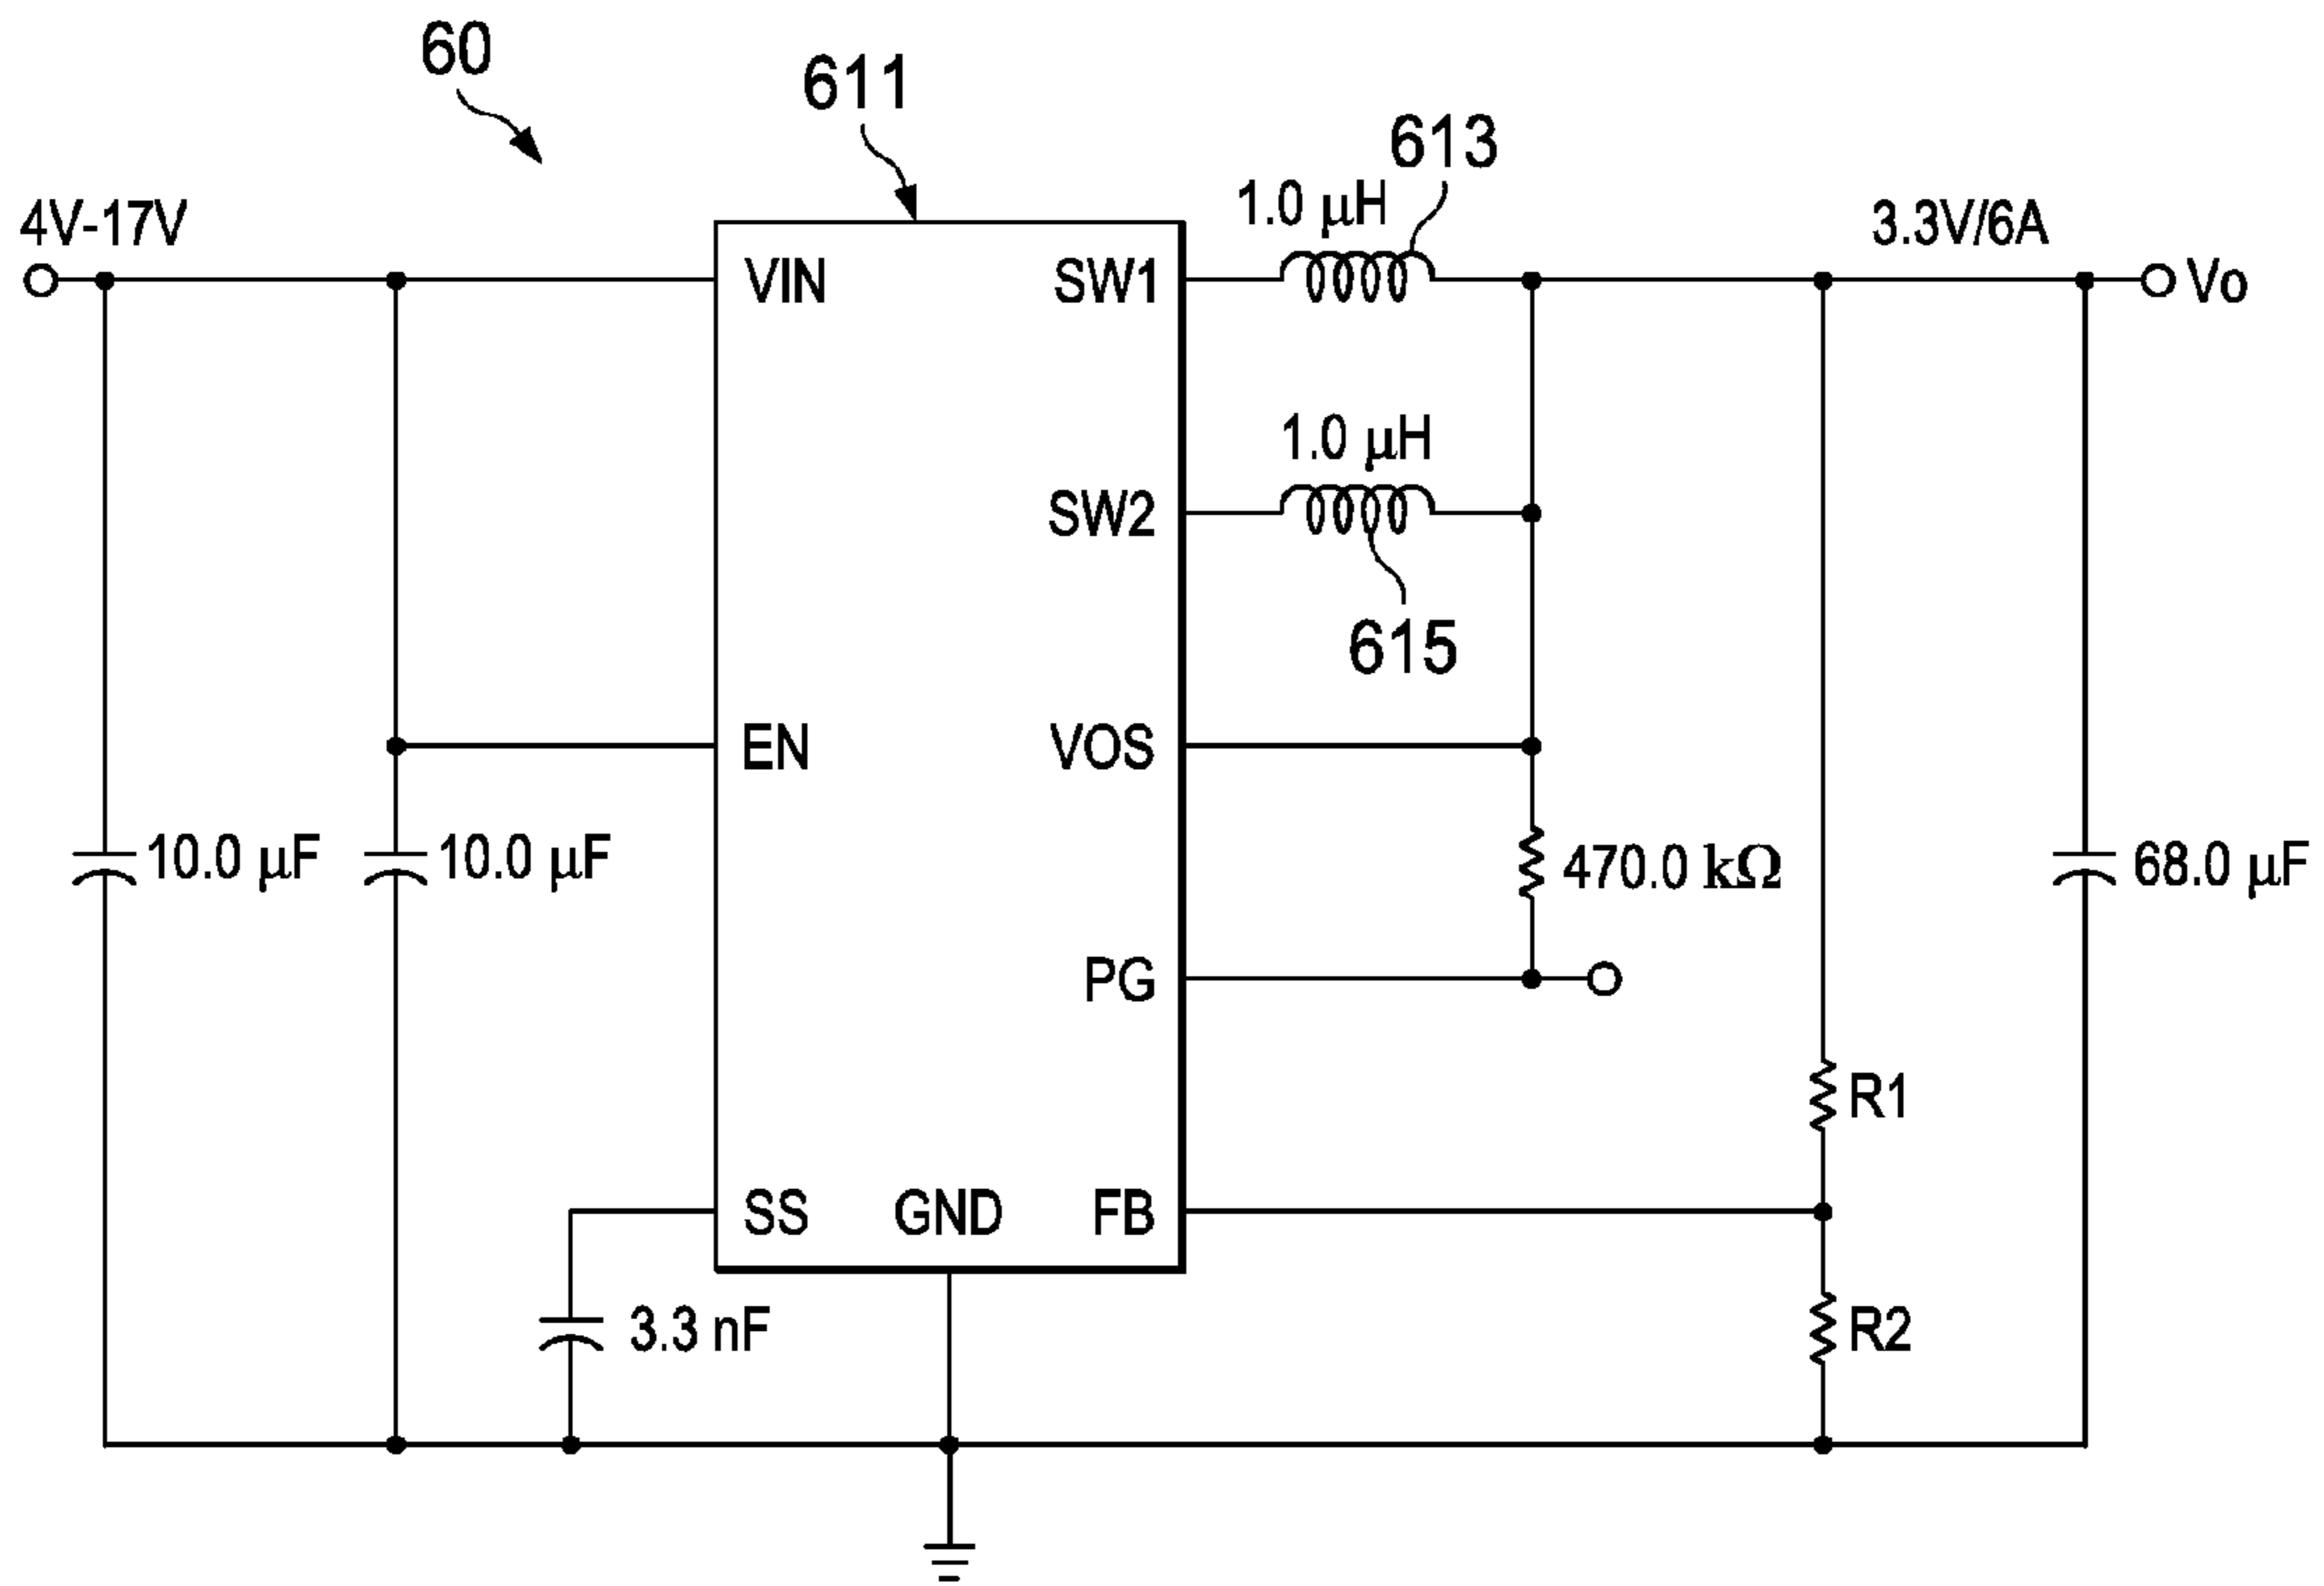 60
611
613
1.0 μH
4V-17V
3.3V/6A
VIN
SW1
Vo
1.0 μH
SW2
615
EN
VOS
10.0 μF
10.0 μF
470.0 kΩ
68.0 μF
PG
R1
SS
GND
FB
3.3 nF
R2